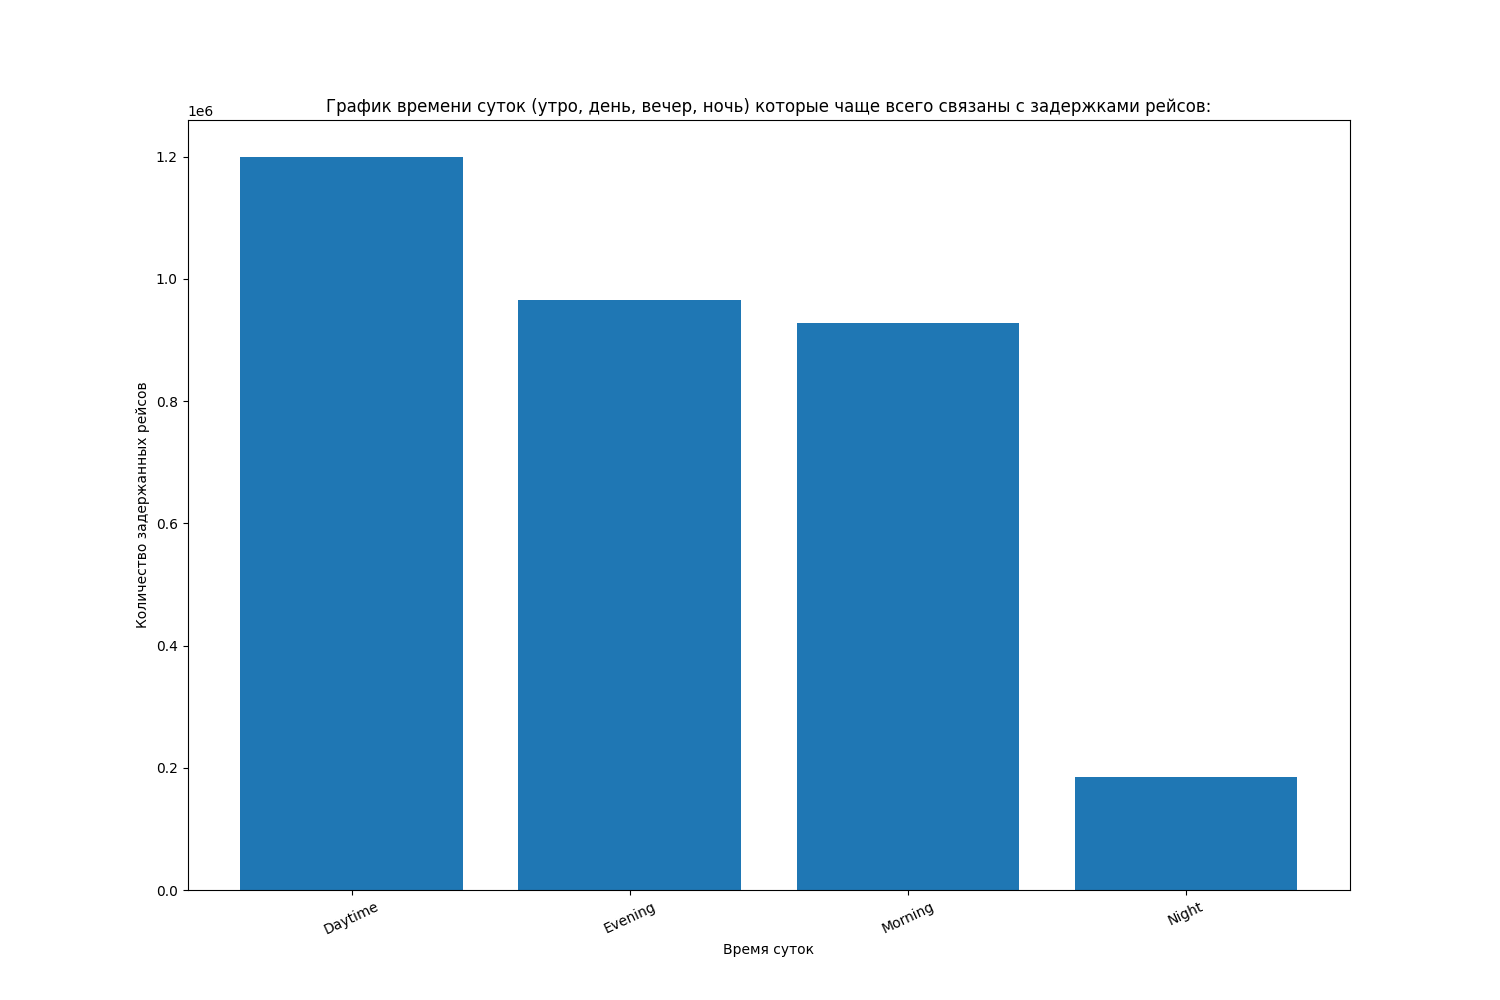 График времени суток (утро, день, вечер, ночь) которые чаще всего связаны с задержками рейсов:
1e6
1.2
1.0
0.8
0.6
0.4
0.2
0.0
Количество задержанных рейсов
Daytime
Evening
Morning
Night
Время суток